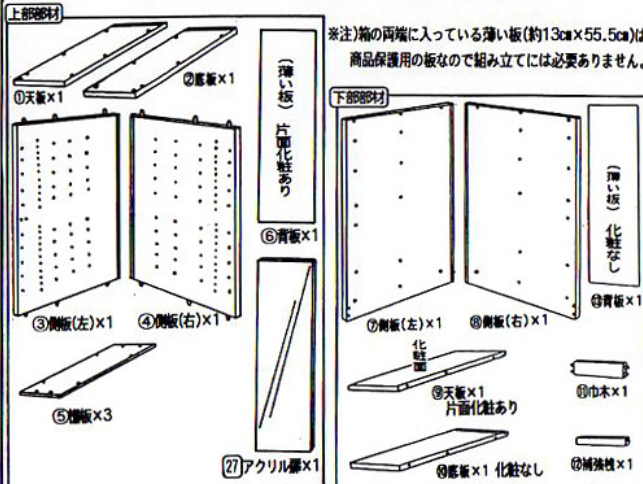 上部部材
※注)箱の両端に入っている薄い板(約13cm×55.5cm)は
商品保護用の板なので組み立てには必要ありません。
①天板×1
②底板×1
(薄い板) 片面化粧あり
⑥背板×1
③側板(左)×1
④側板(右)×1
⑤棚板×3
27 アクリル扉×1
下部部材
(薄い板) 化粧なし
⑬背板×1
⑦側板(左)×1
⑧側板(右)×1
化粧面
⑨天板×1
片面化粧あり
⑪巾木×1
⑩底板×1 化粧なし
⑫補強桟×1